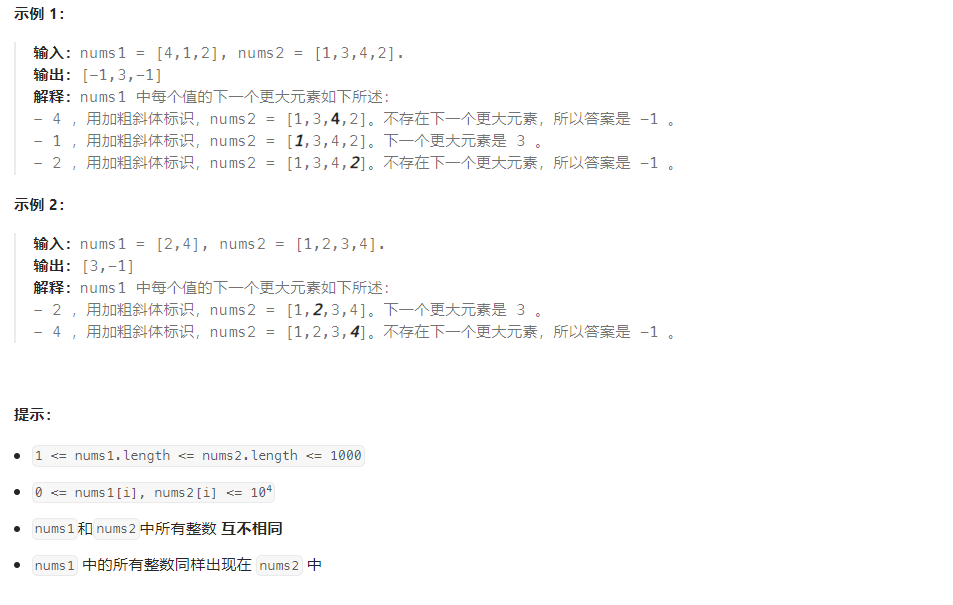 示例 1：
输入：nums1 = [4,1,2], nums2 = [1,3,4,2].
输出：[-1,3,-1]
解释：nums1 中每个值的下一个更大元素如下所述：
- 4 ，用加粗斜体标识，nums2 = [1,3,4,2]。不存在下一个更大元素，所以答案是 -1 。
- 1 ，用加粗斜体标识，nums2 = [1,3,4,2]。下一个更大元素是 3 。
- 2 ，用加粗斜体标识，nums2 = [1,3,4,2]。不存在下一个更大元素，所以答案是 -1 。
示例 2：
输入：nums1 = [2,4], nums2 = [1,2,3,4].
输出：[3,-1]
解释：nums1 中每个值的下一个更大元素如下所述：
- 2 ，用加粗斜体标识，nums2 = [1,2,3,4]。下一个更大元素是 3 。
- 4 ，用加粗斜体标识，nums2 = [1,2,3,4]。不存在下一个更大元素，所以答案是 -1 。
提示：
• 1 <= nums1.length <= nums2.length <= 1000
• 0 <= nums1[i], nums2[i] <= 10⁴
• nums1和nums2中所有整数 互不相同
• nums1 中的所有整数同样出现在 nums2 中